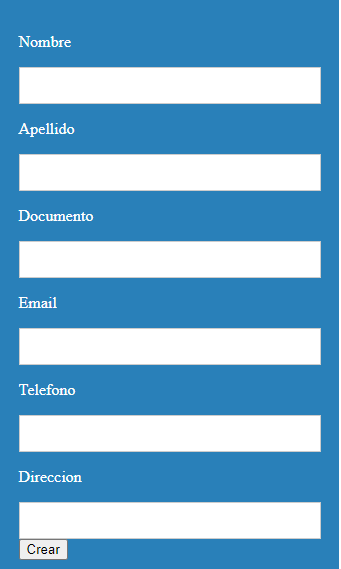 Nombre
Apellido
Documento
Email
Telefono
Direccion
Crear